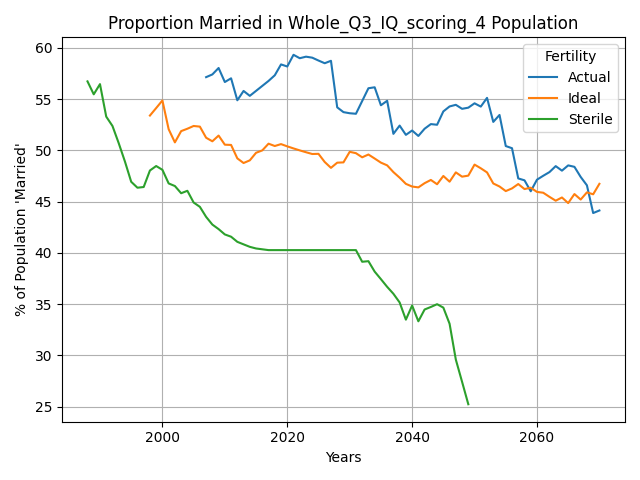 Proportion Married in Whole_Q3_IQ_scoring_4 Population
% of Population 'Married'
60
55
50
45
40
35
30
25
Fertility
Actual
Ideal
Sterile
2000 2020 2040 2060
Years